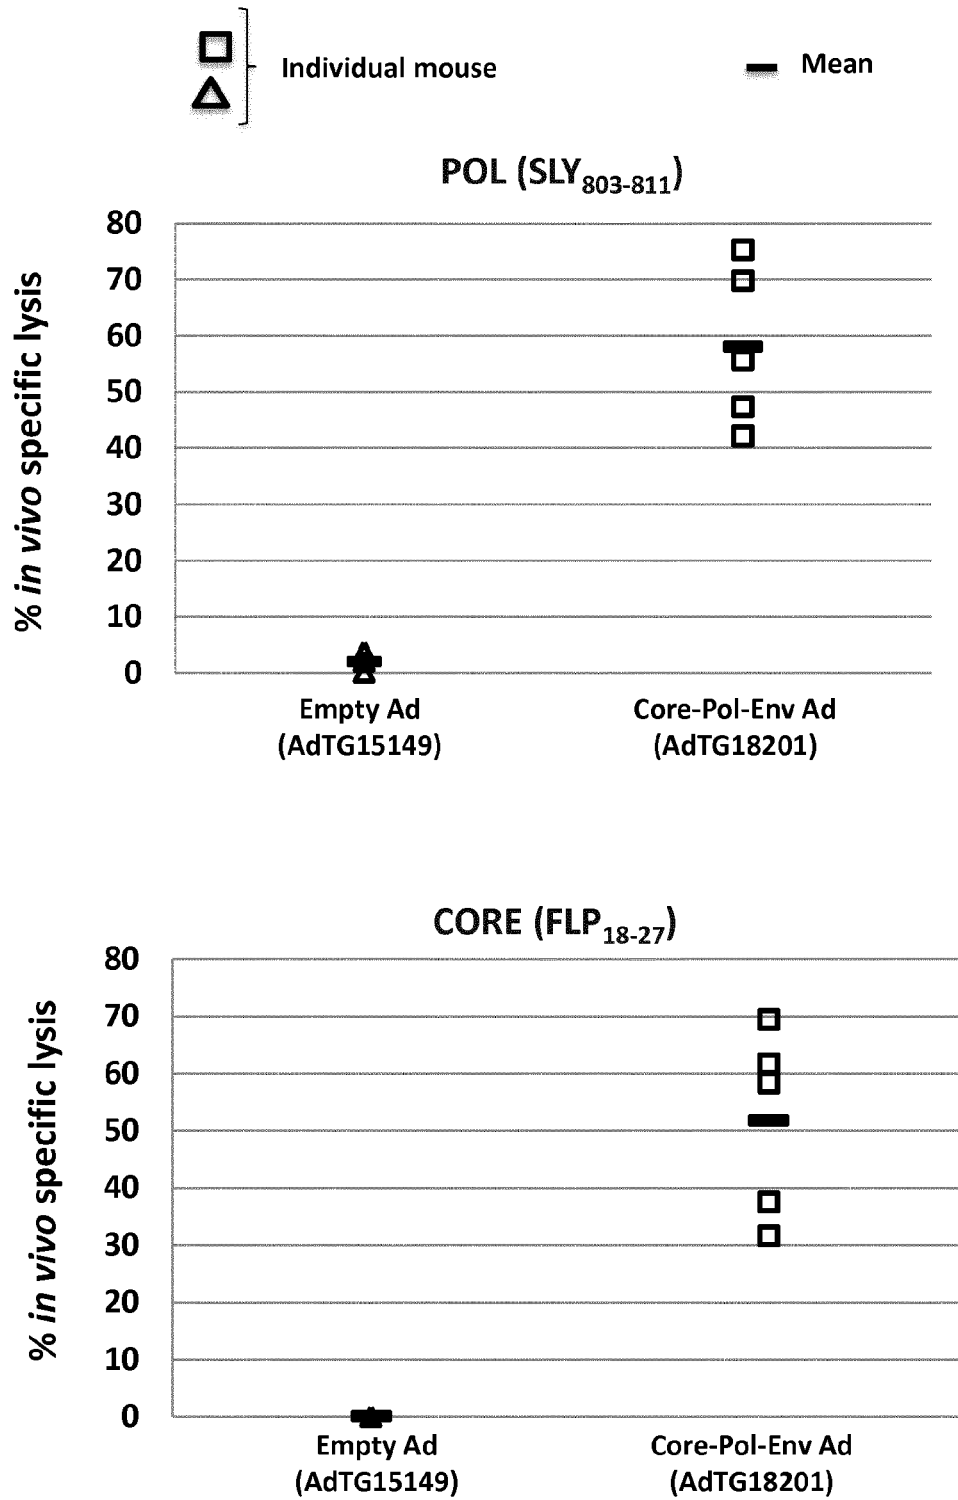 Individual mouse
Mean
POL (SLY803-811)
% in vivo specific lysis
80
70
60
50
40
30
20
10
0
Empty Ad
(AdTG15149)
Core-Pol-Env Ad
(AdTG18201)
CORE (FLP18-27)
% in vivo specific lysis
80
70
60
50
40
30
20
10
0
Empty Ad
(AdTG15149)
Core-Pol-Env Ad
(AdTG18201)